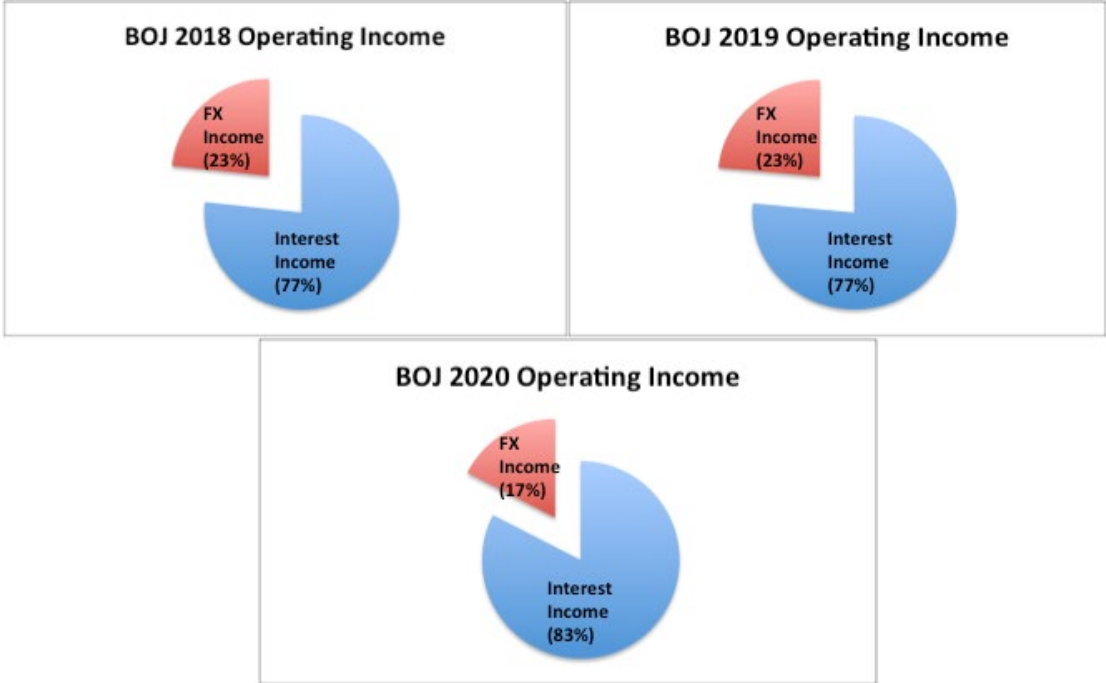 BOJ 2018 Operating Income
FX
Income
(23%)
Interest
Income
(77%)
BOJ 2019 Operating Income
FX
Income
(23%)
Interest
Income
(77%)
BOJ 2020 Operating Income
FX
Income
(17%)
Interest
Income
(83%)